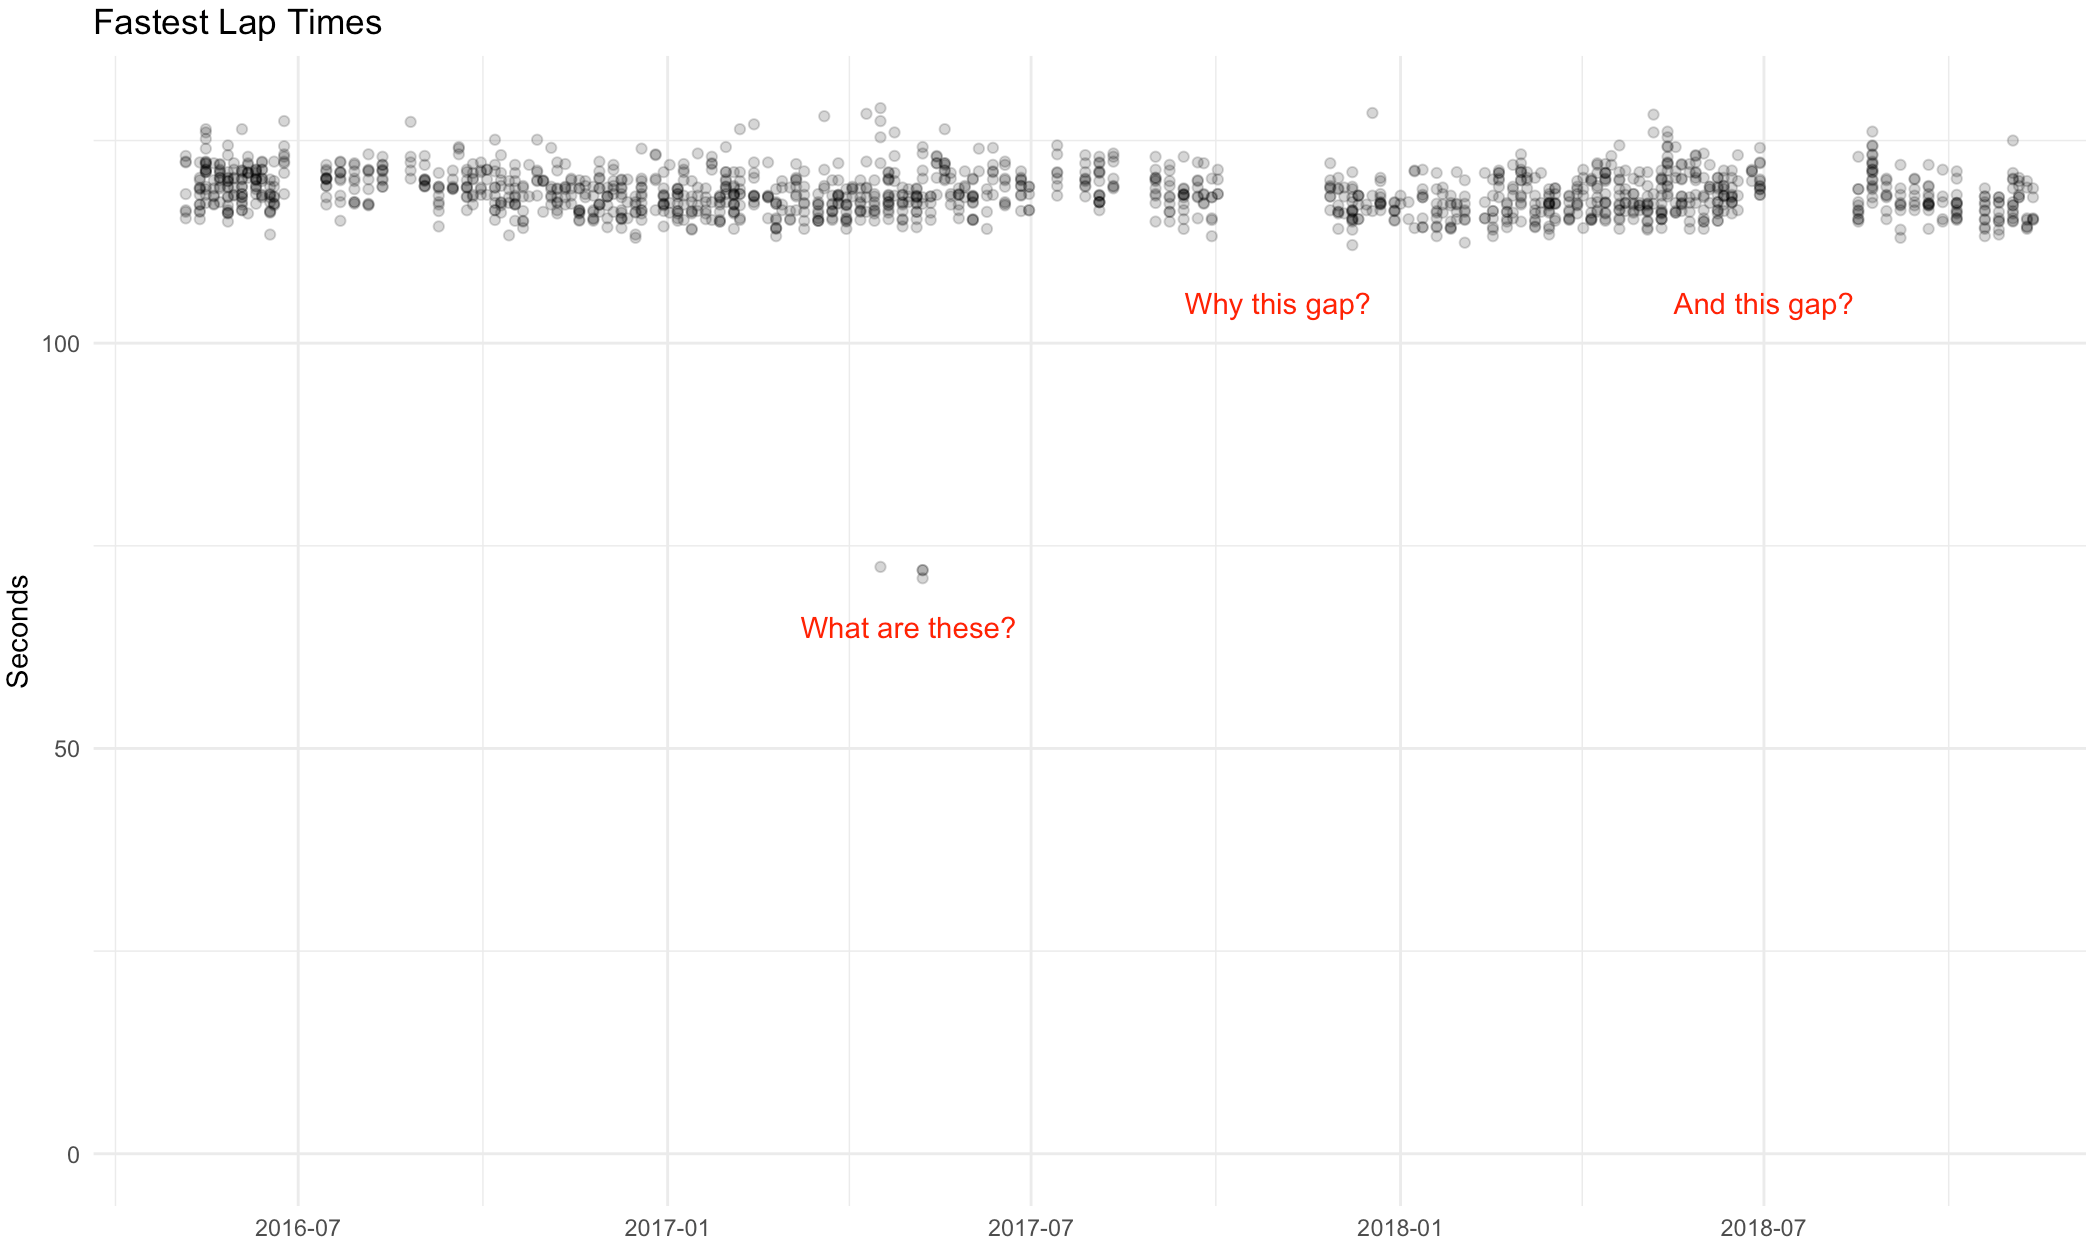 Fastest Lap Times
Why this gap?
And this gap?
100
What are these?
Seconds
50
0
2016-07
2017-01
2017-07
2018-01
2018-07